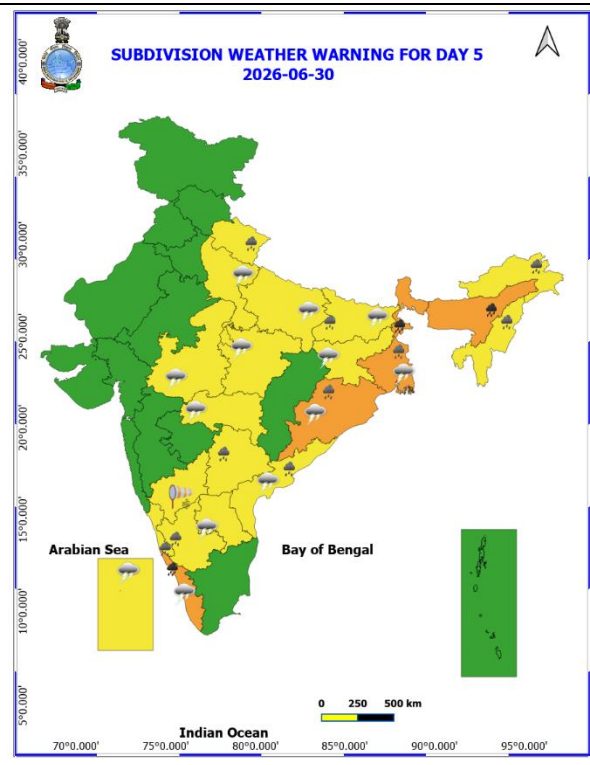 SUBDIVISION WEATHER WARNING FOR DAY 5
2026-06-30
40°0.000'
35°0.000'
30°0.000'
25°0.000'
20°0.000'
15°0.000'
10°0.000'
5°0.000'
Arabian Sea
Bay of Bengal
0 250 500 km
Indian Ocean
70°0.000' 75°0.000' 80°0.000' 85°0.000' 90°0.000' 95°0.000'